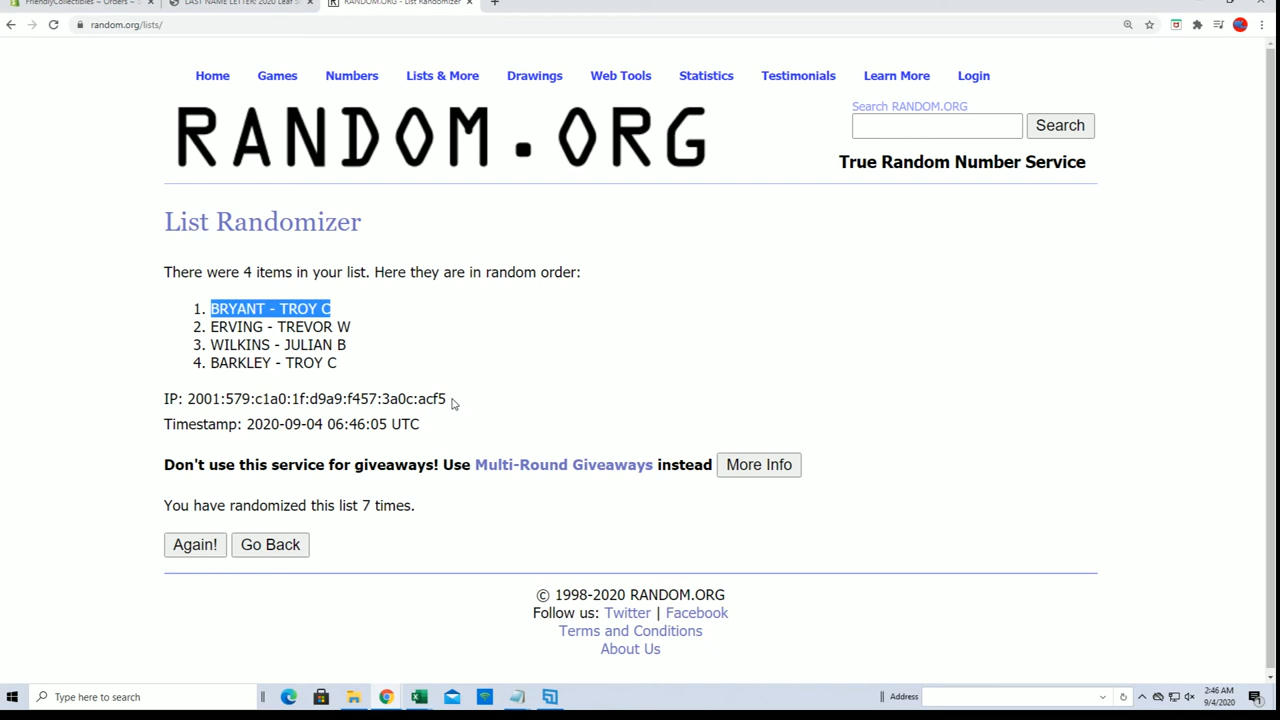 FriendlyCollectibles ~ Orders ~
LAST NAME LETTER: 2020 Leaf
RANDOM.ORG - List Randomizer
random.org/lists/
Home Games Numbers Lists & More Drawings Web Tools Statistics Testimonials Learn More Login
RANDOM.ORG
Search RANDOM.ORG
Search
True Random Number Service
List Randomizer
There were 4 items in your list. Here they are in random order:
1. BRYANT - TROY C
2. ERVING - TREVOR W
3. WILKINS - JULIAN B
4. BARKLEY - TROY C
IP: 2001:579:c1a0:1f:d9a9:f457:3a0c:acf5
Timestamp: 2020-09-04 06:46:05 UTC
Don't use this service for giveaways! Use Multi-Round Giveaways instead More Info
You have randomized this list 7 times.
Again! Go Back
© 1998-2020 RANDOM.ORG
Follow us: Twitter | Facebook
Terms and Conditions
About Us
Type here to search
Address
2:46 AM
9/4/2020